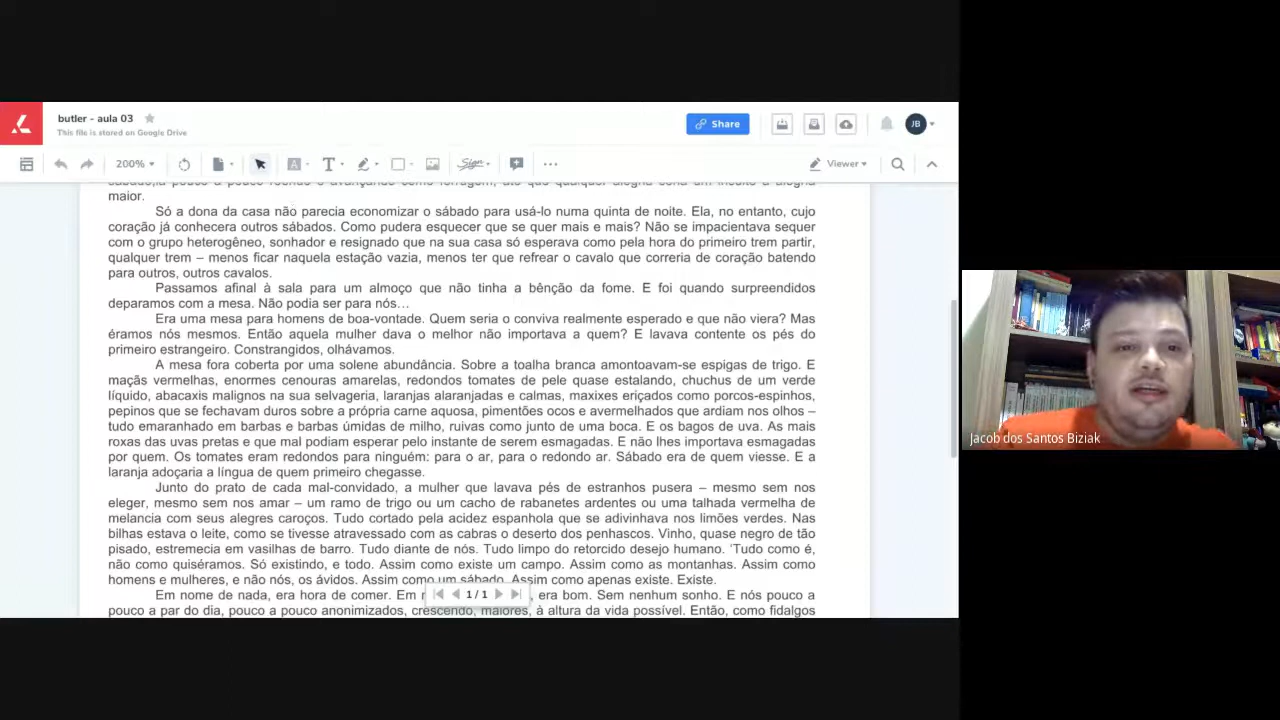 butler - aula 03
This file is stored on Google Drive
Share
JB
200%
Sign
Viewer
maior.
Só a dona da casa não parecia economizar o sábado para usá-lo numa quinta de noite. Ela, no entanto, cujo
coração já conhecera outros sábados. Como pudera esquecer que se quer mais e mais? Não se impacientava sequer
com o grupo heterogêneo, sonhador e resignado que na sua casa só esperava como pela hora do primeiro trem partir,
qualquer trem – menos ficar naquela estação vazia, menos ter que refrear o cavalo que correria de coração batendo
para outros, outros cavalos.
Passamos afinal à sala para um almoço que não tinha a bênção da fome. E foi quando surpreendidos
deparamos com a mesa. Não podia ser para nós…
Era uma mesa para homens de boa-vontade. Quem seria o conviva realmente esperado e que não viera? Mas
éramos nós mesmos. Então aquela mulher dava o melhor não importava a quem? E lavava contente os pés do
primeiro estrangeiro. Constrangidos, olhávamos.
A mesa fora coberta por uma solene abundância. Sobre a toalha branca amontoavam-se espigas de trigo. E
maçãs vermelhas, enormes cenouras amarelas, redondos tomates de pele quase estalando, chuchus de um verde
líquido, abacaxis malignos na sua selvageria, laranjas alaranjadas e calmas, maxixes eriçados como porcos-espinhos,
pepinos que se fechavam duros sobre a própria carne aquosa, pimentões ocos e avermelhados que ardiam nos olhos –
tudo emaranhado em barbas e barbas úmidas de milho, ruivas como junto de uma boca. E os bagos de uva. As mais
roxas das uvas pretas e que mal podiam esperar pelo instante de serem esmagadas. E não lhes importava esmagadas
por quem. Os tomates eram redondos para ninguém: para o ar, para o redondo ar. Sábado era de quem viesse. E a
laranja adoçaria a língua de quem primeiro chegasse.
Junto do prato de cada mal-convidado, a mulher que lavava pés de estranhos pusera – mesmo sem nos
eleger, mesmo sem nos amar – um ramo de trigo ou um cacho de rabanetes ardentes ou uma talhada vermelha de
melancia com seus alegres caroços. Tudo cortado pela acidez espanhola que se adivinhava nos limões verdes. Nas
bilhas estava o leite, como se tivesse atravessado com as cabras o deserto dos penhascos. Vinho, quase negro de tão
pisado, estremecia em vasilhas de barro. Tudo diante de nós. Tudo limpo do retorcido desejo humano. ‘Tudo como é,
não como quiséramos. Só existindo, e todo. Assim como existe um campo. Assim como as montanhas. Assim como
homens e mulheres, e não nós, os ávidos. Assim como um sábado. Assim como apenas existe. Existe.
Em nome de nada, era hora de comer. Em era bom. Sem nenhum sonho. E nós pouco a
pouco a par do dia, pouco a pouco anonimizados, crescendo, maiores, à altura da vida possível. Então, como fidalgos
1 / 1
Jacob dos Santos Biziak